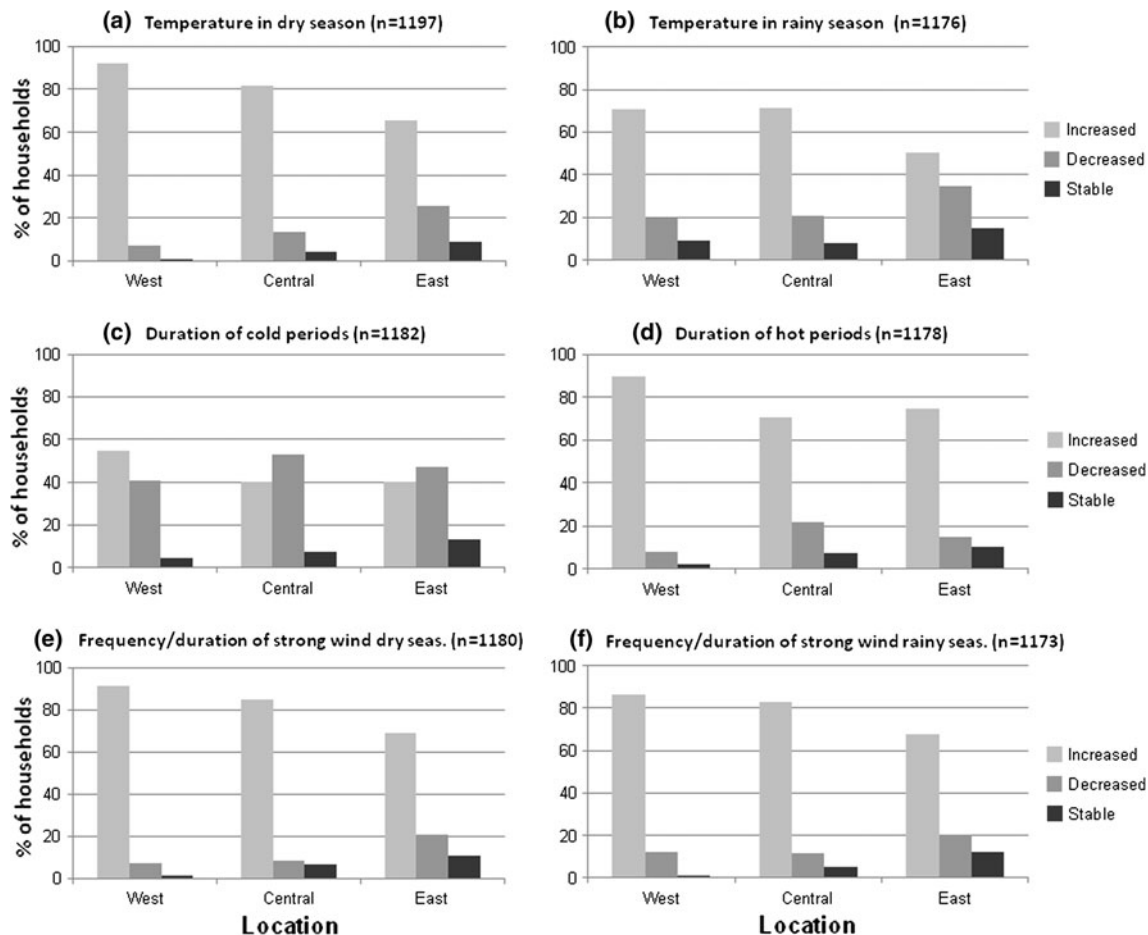 (a) Temperature in dry season (n=1197)
100
80
60
40
20
0
% of households
West Central East
(b) Temperature in rainy season (n=1176)
100
80
60
40
20
0
West Central East
Increased
Decreased
Stable
(c) Duration of cold periods (n=1182)
100
80
60
40
20
0
% of households
West Central East
(d) Duration of hot periods (n=1178)
100
80
60
40
20
0
West Central East
Increased
Decreased
Stable
(e) Frequency/duration of strong wind dry seas. (n=1180)
100
80
60
40
20
0
% of households
West Central East
Location
(f) Frequency/duration of strong wind rainy seas. (n=1173)
100
80
60
40
20
0
West Central East
Location
Increased
Decreased
Stable